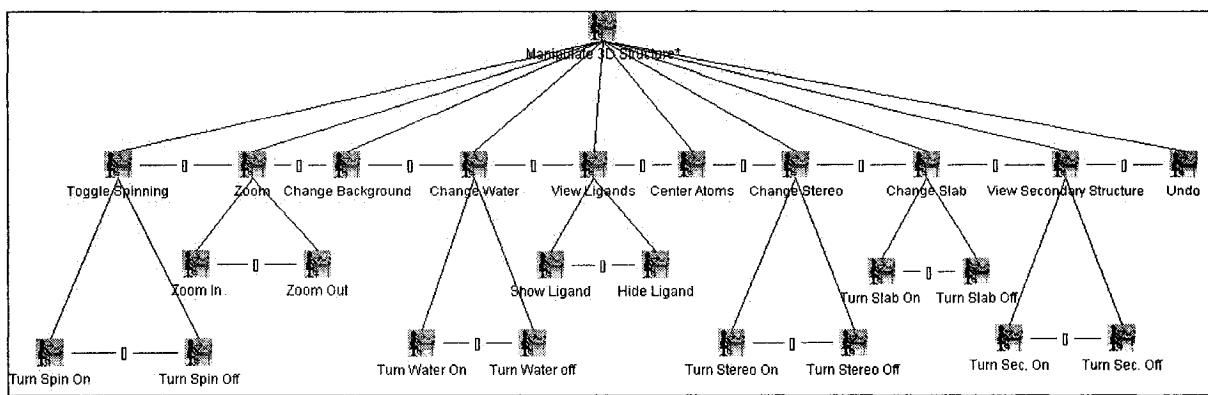 Manipulate 3D Structure*
Toggle Spinning
Zoom
Change Background
Change Water
View Ligands
Center Atoms
Change Stereo
Change Slab
View Secondary Structure
Undo
Zoom In
Zoom Out
Show Ligand
Hide Ligand
Turn Slab On
Turn Slab Off
Turn Spin On
Turn Spin Off
Turn Water On
Turn Water off
Turn Stereo On
Turn Stereo Off
Turn Sec. On
Turn Sec. Off